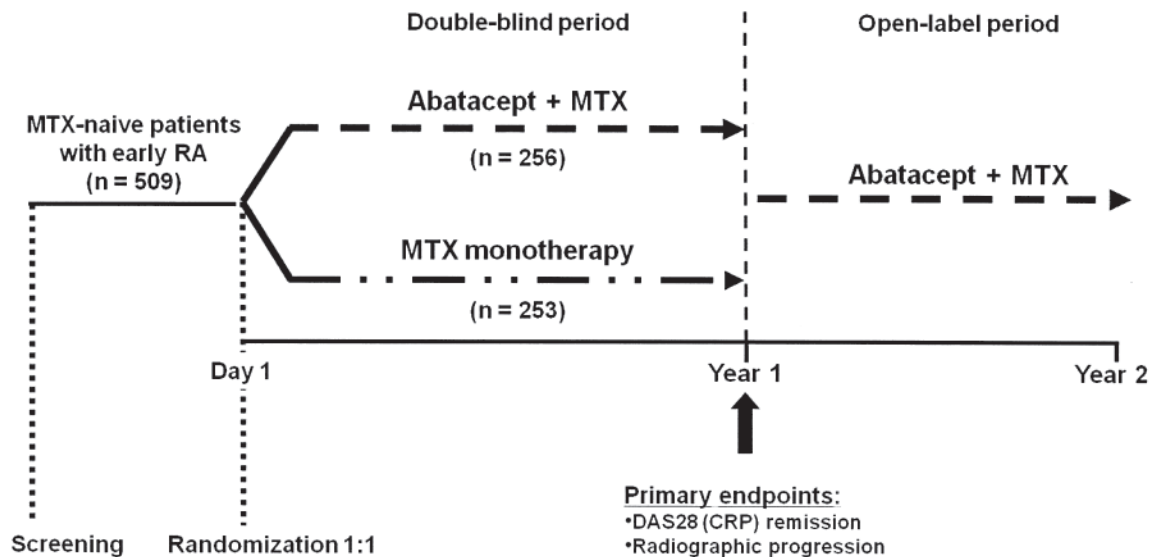 Double-blind period
Open-label period
Abatacept + MTX
(n = 256)
MTX-naive patients
with early RA
(n = 509)
Abatacept + MTX
MTX monotherapy
(n = 253)
Day 1
Year 1
Year 2
Screening
Randomization 1:1
Primary endpoints:
•DAS28 (CRP) remission
•Radiographic progression